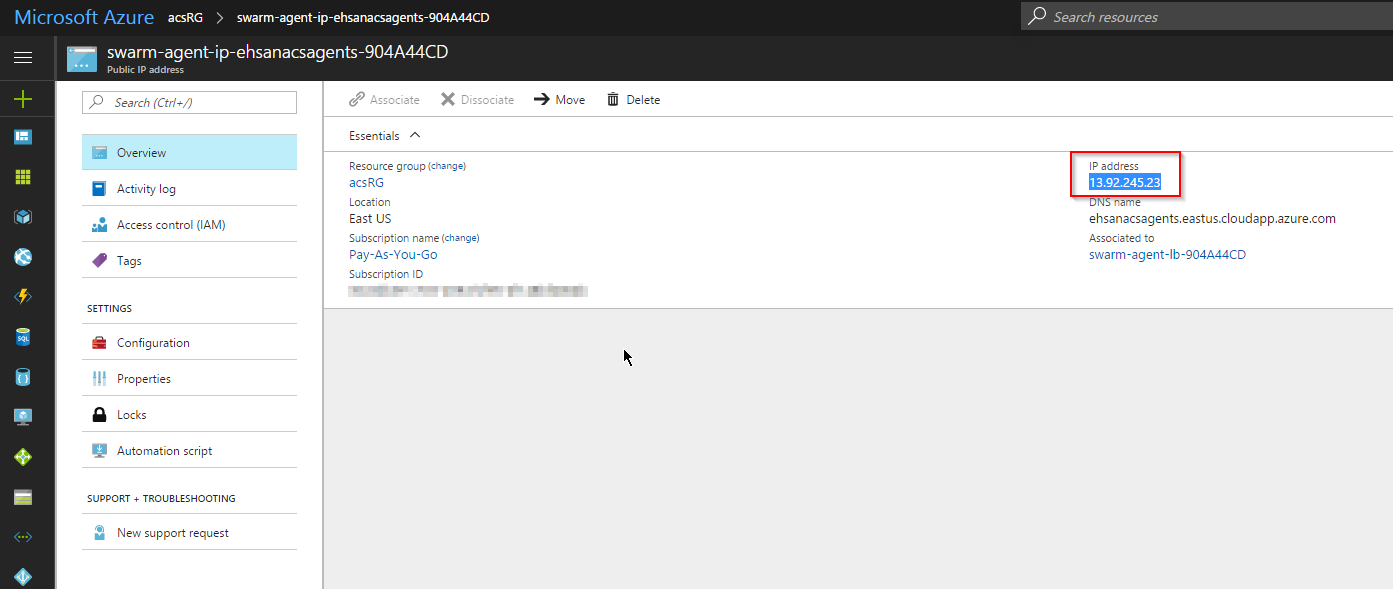 Microsoft Azure acsRG > swarm-agent-ip-ehsanacsagents-904A44CD
Search resources
swarm-agent-ip-ehsanacsagents-904A44CD
Public IP address
Search (Ctrl+/)
Overview
Activity log
Access control (IAM)
Tags
SETTINGS
Configuration
Properties
Locks
Automation script
SUPPORT + TROUBLESHOOTING
New support request
Associate
Dissociate
Move
Delete
Essentials
Resource group (change)
acsRG
Location
East US
Subscription name (change)
Pay-As-You-Go
Subscription ID
IP address
13.92.245.23
DNS name
ehsanacsagents.eastus.cloudapp.azure.com
Associated to
swarm-agent-lb-904A44CD
SQL